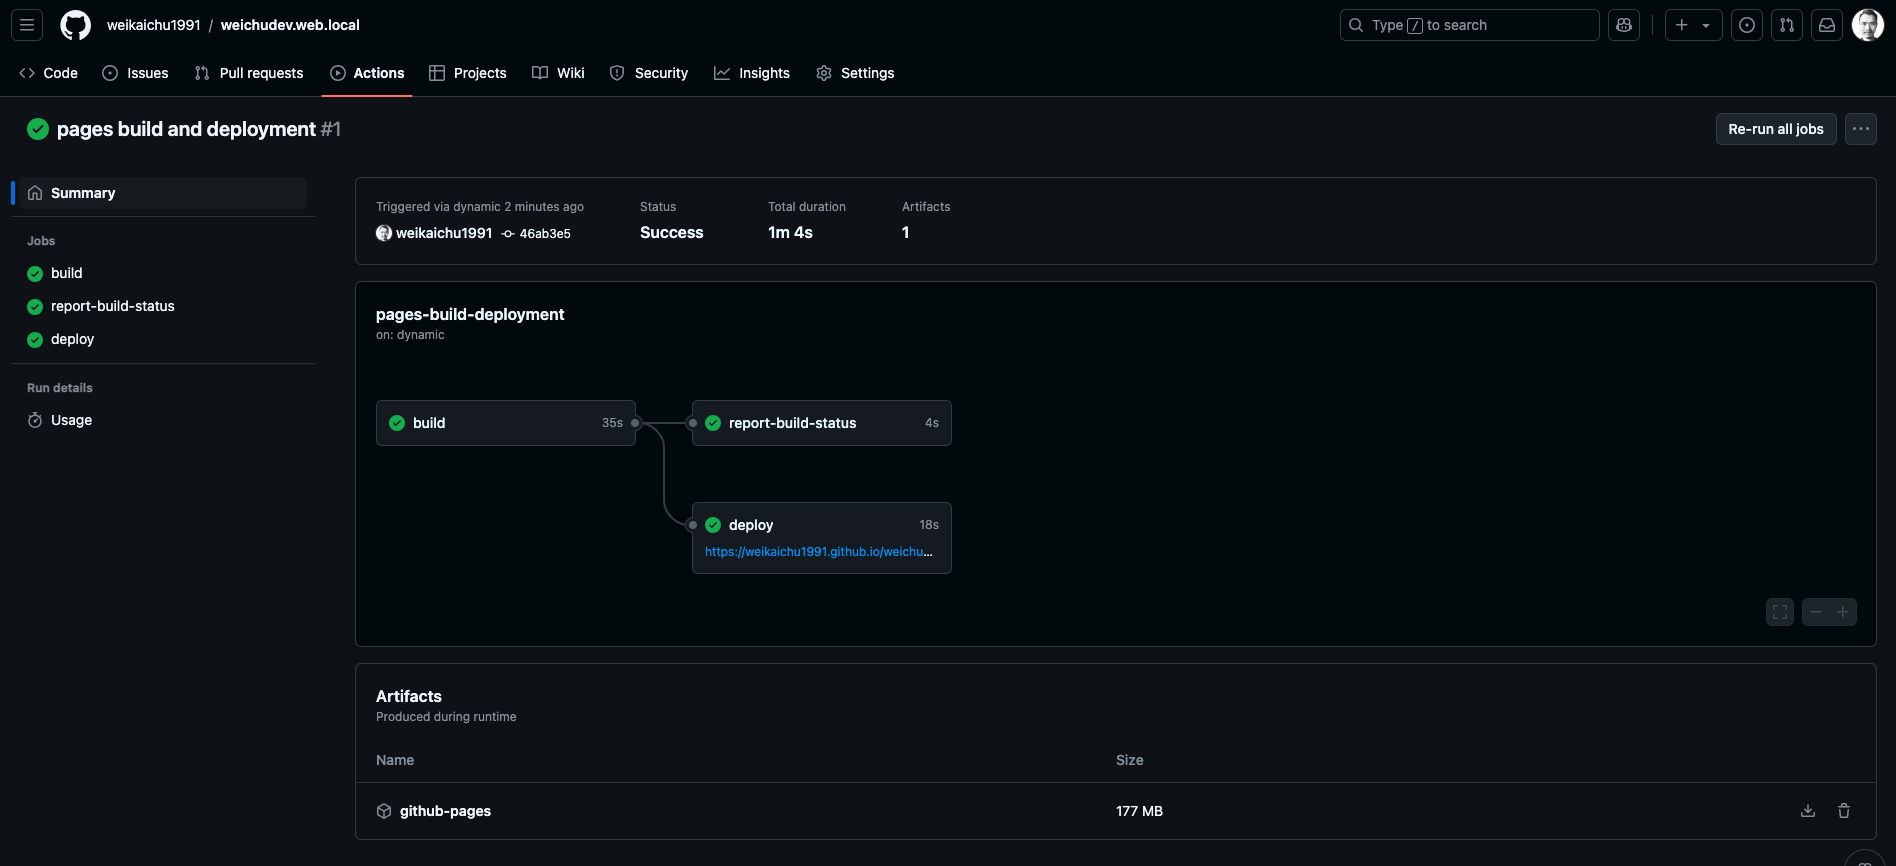 weikaichu1991 / weichudev.web.local
Type / to search
Code Issues Pull requests Actions Projects Wiki Security Insights Settings
pages build and deployment #1
Re-run all jobs
Summary
Jobs
build
report-build-status
deploy
Run details
Usage
Triggered via dynamic 2 minutes ago
weikaichu1991 46ab3e5
Status
Success
Total duration
1m 4s
Artifacts
1
pages-build-deployment
on: dynamic
build 35s
report-build-status 4s
deploy 18s
https://weikaichu1991.github.io/weichu...
Artifacts
Produced during runtime
Name Size
github-pages 177 MB